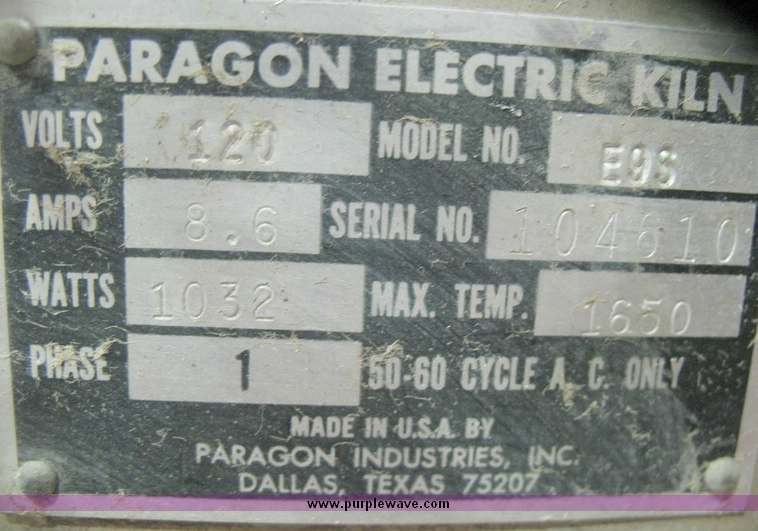 PARAGON ELECTRIC KILN
VOLTS 120 MODEL NO. E9S
AMPS 8.6 SERIAL NO. 104610
WATTS 1032 MAX. TEMP. 1650
PHASE 1 50-60 CYCLE A.C. ONLY
MADE IN U.S.A. BY
PARAGON INDUSTRIES, INC.
DALLAS, TEXAS 75207
www.purplewave.com